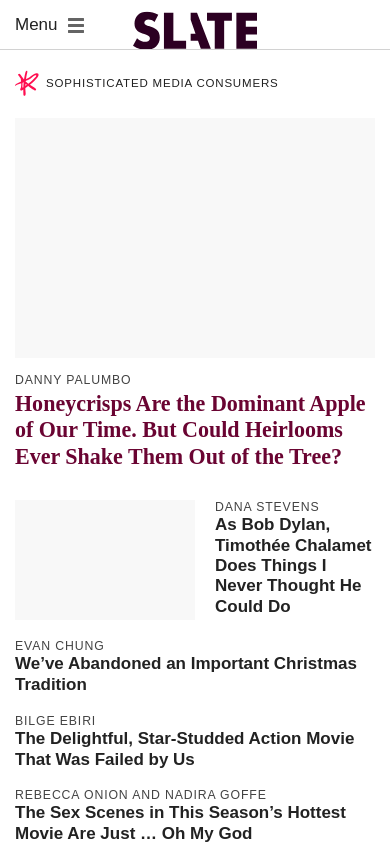 Menu
SLATE
SOPHISTICATED MEDIA CONSUMERS
DANNY PALUMBO
Honeycrisps Are the Dominant Apple
of Our Time. But Could Heirlooms
Ever Shake Them Out of the Tree?
DANA STEVENS
As Bob Dylan,
Timothée Chalamet
Does Things I
Never Thought He
Could Do
EVAN CHUNG
We’ve Abandoned an Important Christmas
Tradition
BILGE EBIRI
The Delightful, Star-Studded Action Movie
That Was Failed by Us
REBECCA ONION AND NADIRA GOFFE
The Sex Scenes in This Season’s Hottest
Movie Are Just … Oh My God